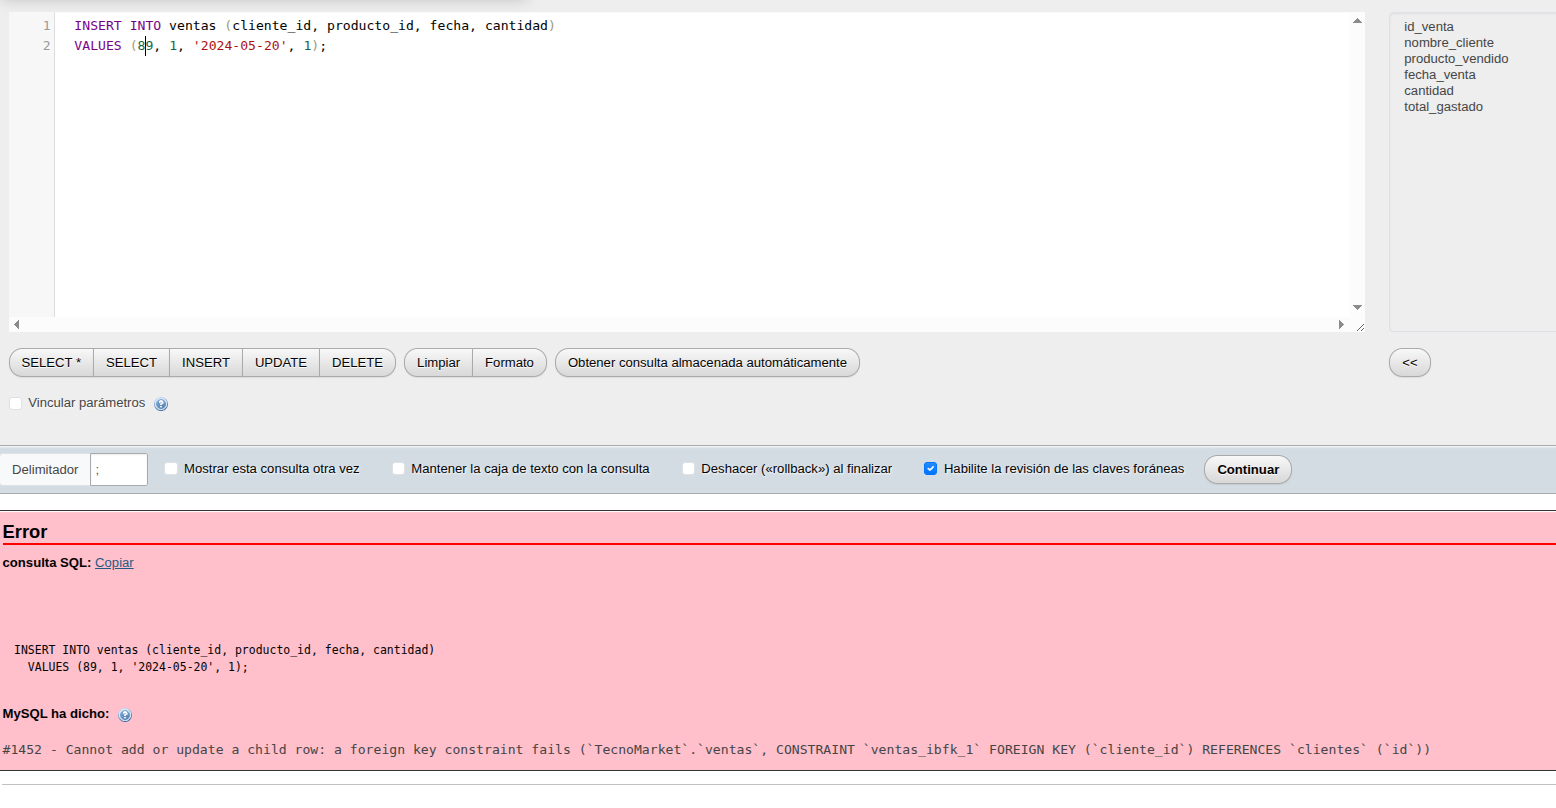 1 INSERT INTO ventas (cliente_id, producto_id, fecha, cantidad)
2 VALUES (89, 1, '2024-05-20', 1);
id_venta
nombre_cliente
producto_vendido
fecha_venta
cantidad
total_gastado
SELECT * SELECT INSERT UPDATE DELETE Limpiar Formato Obtener consulta almacenada automáticamente <<
Vincular parámetros
Delimitador ; Mostrar esta consulta otra vez Mantener la caja de texto con la consulta Deshacer («rollback») al finalizar Habilite la revisión de las claves foráneas Continuar
Error
consulta SQL: Copiar
INSERT INTO ventas (cliente_id, producto_id, fecha, cantidad)
VALUES (89, 1, '2024-05-20', 1);
MySQL ha dicho:
#1452 - Cannot add or update a child row: a foreign key constraint fails (`TecnoMarket`.`ventas`, CONSTRAINT `ventas_ibfk_1` FOREIGN KEY (`cliente_id`) REFERENCES `clientes` (`id`))